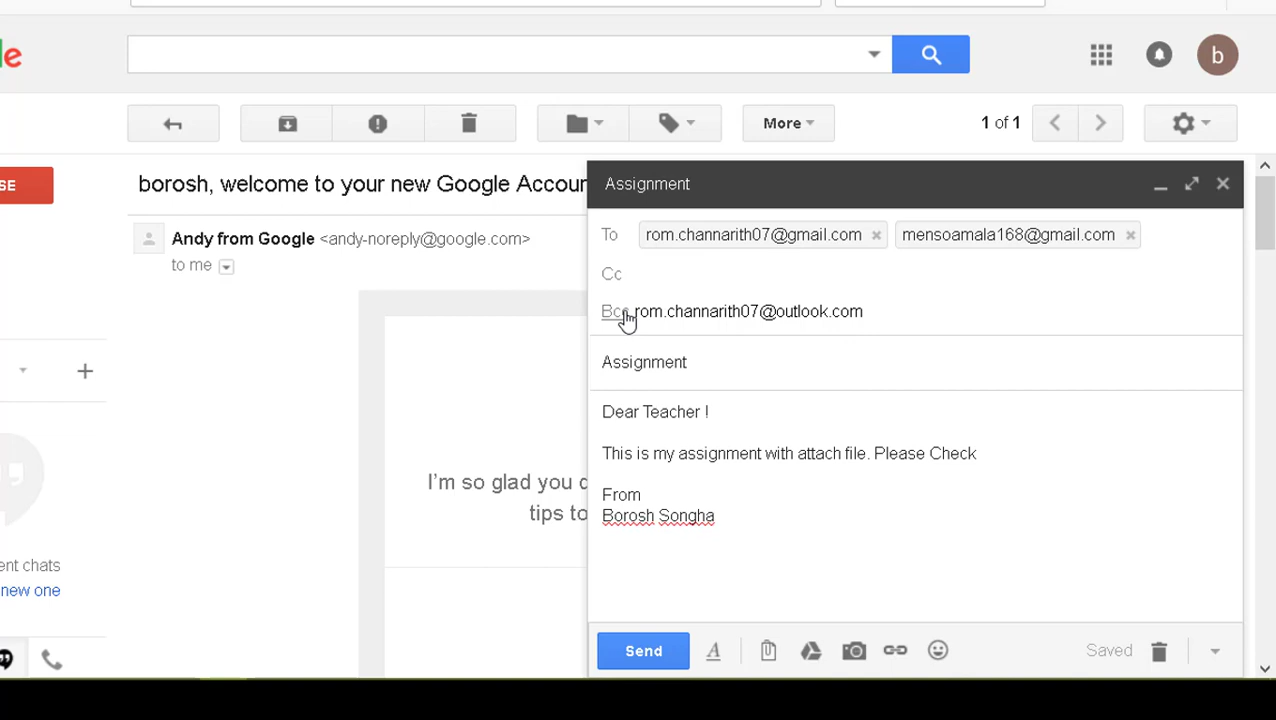 e
b
More
1 of 1
SE
borosh, welcome to your new Google Accoun
Assignment
To rom.channarith07@gmail.com × mensoamala168@gmail.com ×
Andy from Google <andy-noreply@google.com>
to me
Cc
Bcc rom.channarith07@outlook.com
Assignment
Dear Teacher !
This is my assignment with attach file. Please Check
From
Borosh Songha
I'm so glad you d
tips to
ent chats
new one
Send
Saved